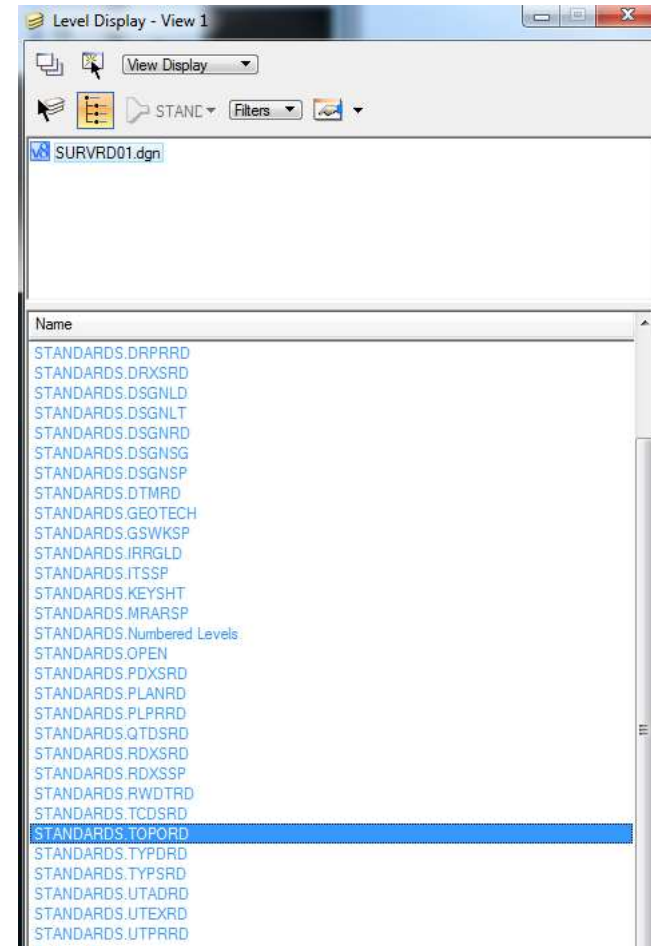 Level Display - View 1
View Display
STAND
Filters
V8 SURVRD01.dgn
Name
STANDARDS.DRPRRD
STANDARDS.DRXSRD
STANDARDS.DSGNLD
STANDARDS.DSGNLT
STANDARDS.DSGNRD
STANDARDS.DSGNSG
STANDARDS.DSGNSP
STANDARDS.DTMRD
STANDARDS.GEOTECH
STANDARDS.GSWKSP
STANDARDS.IRRGLD
STANDARDS.ITSSP
STANDARDS.KEYSHT
STANDARDS.MRARSP
STANDARDS.Numbered Levels
STANDARDS.OPEN
STANDARDS.PDXSRD
STANDARDS.PLANRD
STANDARDS.PLPRRD
STANDARDS.QTDSRD
STANDARDS.RDXSRD
STANDARDS.RDXSSP
STANDARDS.RWDTRD
STANDARDS.TCDSRD
STANDARDS.TOPORD
STANDARDS.TYPDRD
STANDARDS.TYPSRD
STANDARDS.UTADRD
STANDARDS.UTEXRD
STANDARDS.UTPRRD